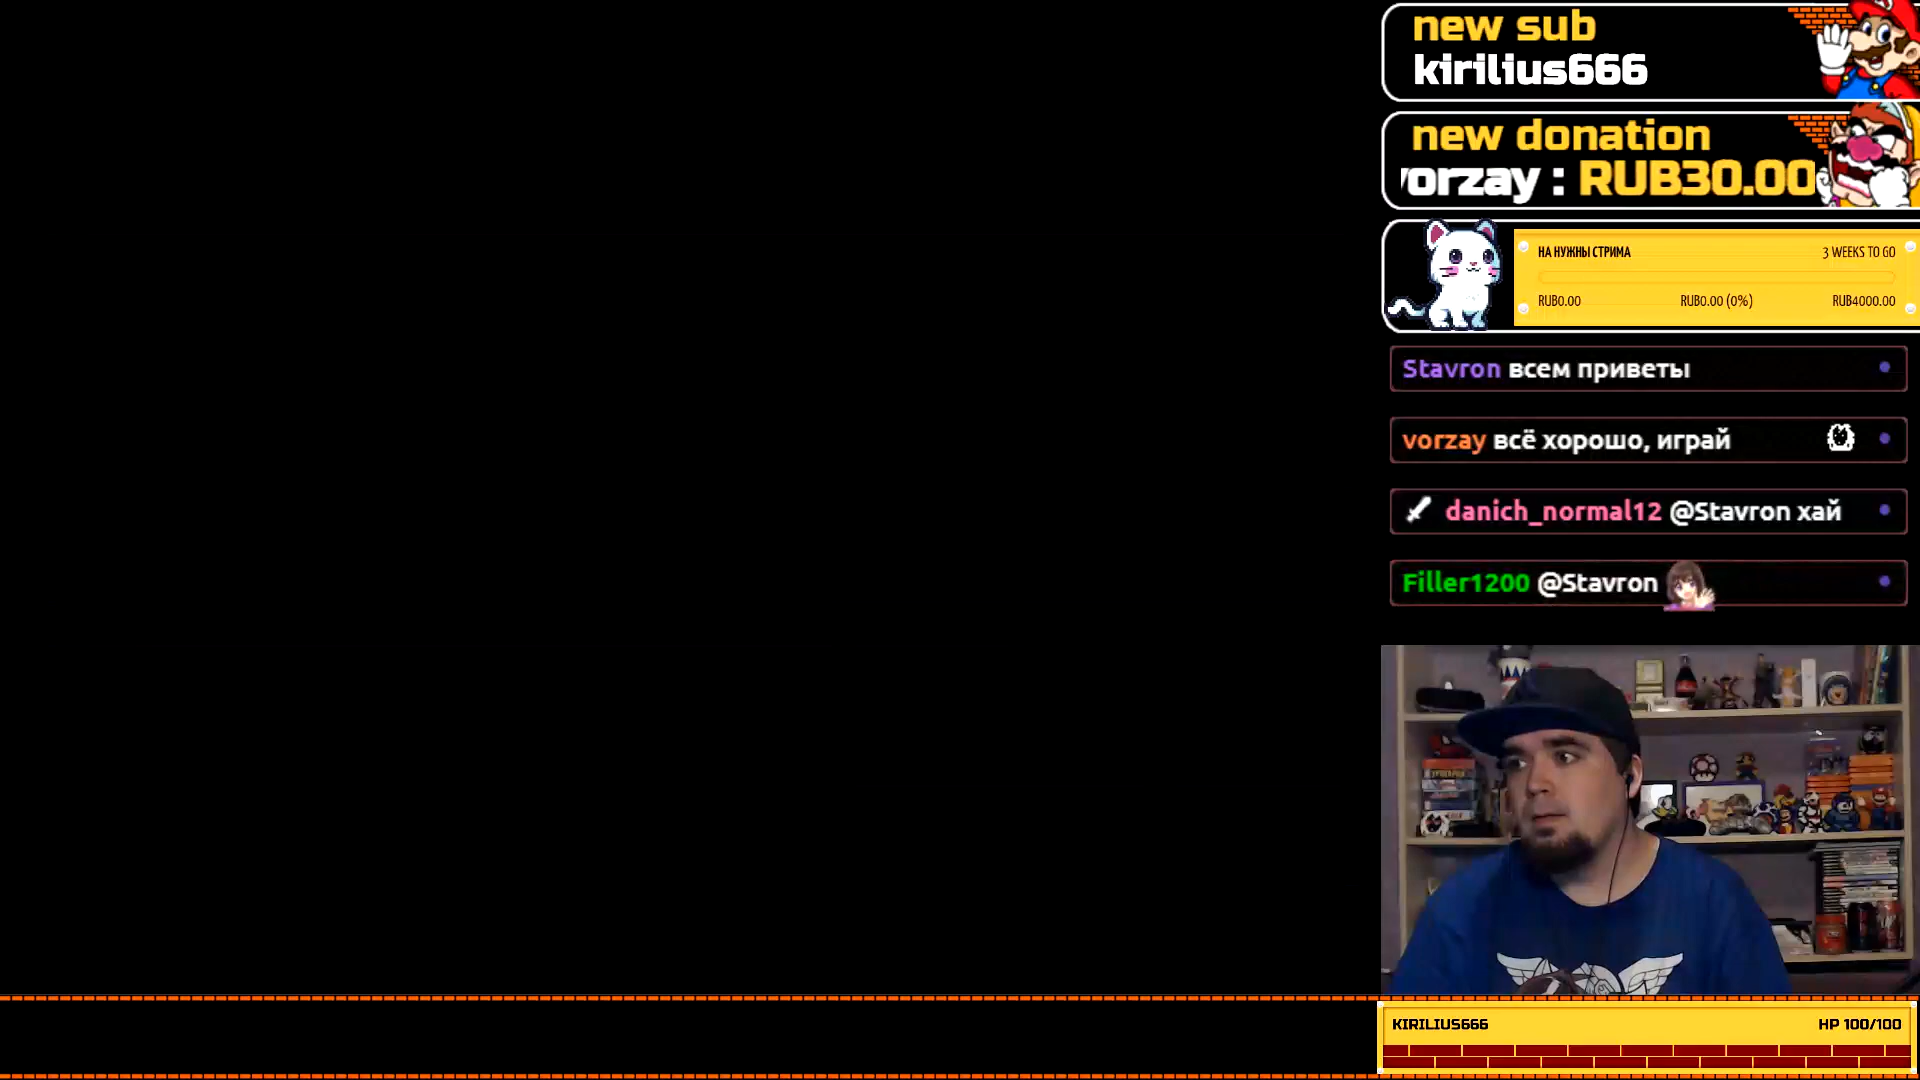 new sub
kirilius666
new donation
vorzay : RUB30.00
НА НУЖНЫ СТРИМА
3 WEEKS TO GO
RUB0.00
RUB0.00 (0%)
RUB4000.00
Stavron всем приветы
vorzay всё хорошо, играй
danich_normal12 @Stavron хай
Filler1200 @Stavron
KIRILIUS666
HP 100/100